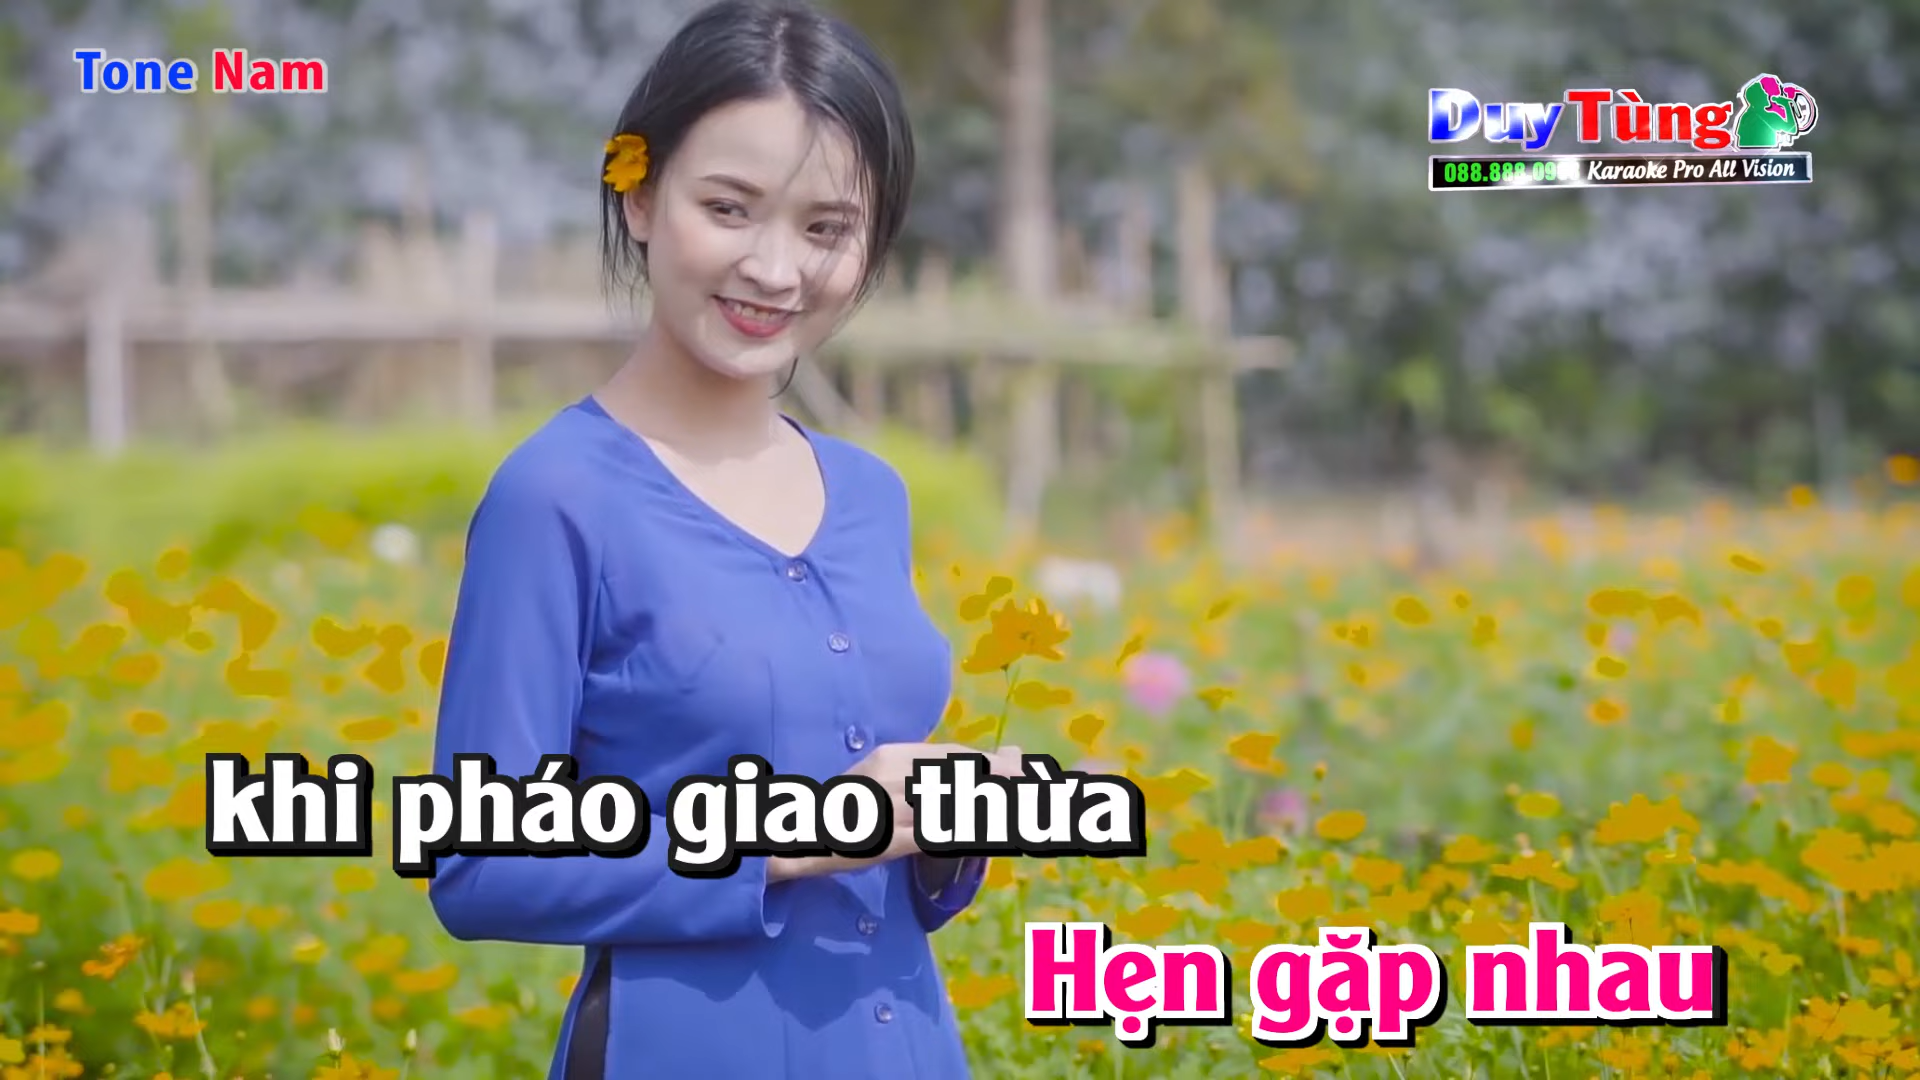 Tone Nam
Duy Tùng
Karaoke Pro All Vision
khi pháo giao thừa
Hẹn gặp nhau